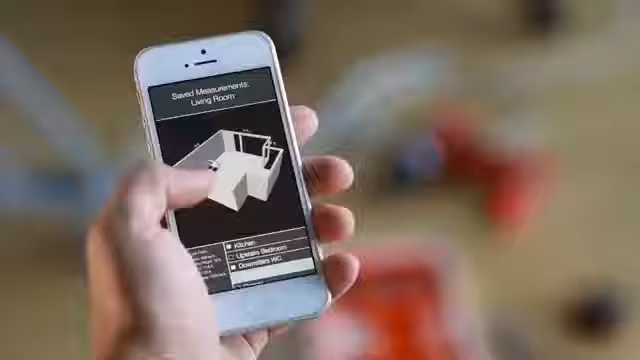 Saved Measurements:
Living Room
Kitchen
Upstairs Bedroom
Downstairs WC